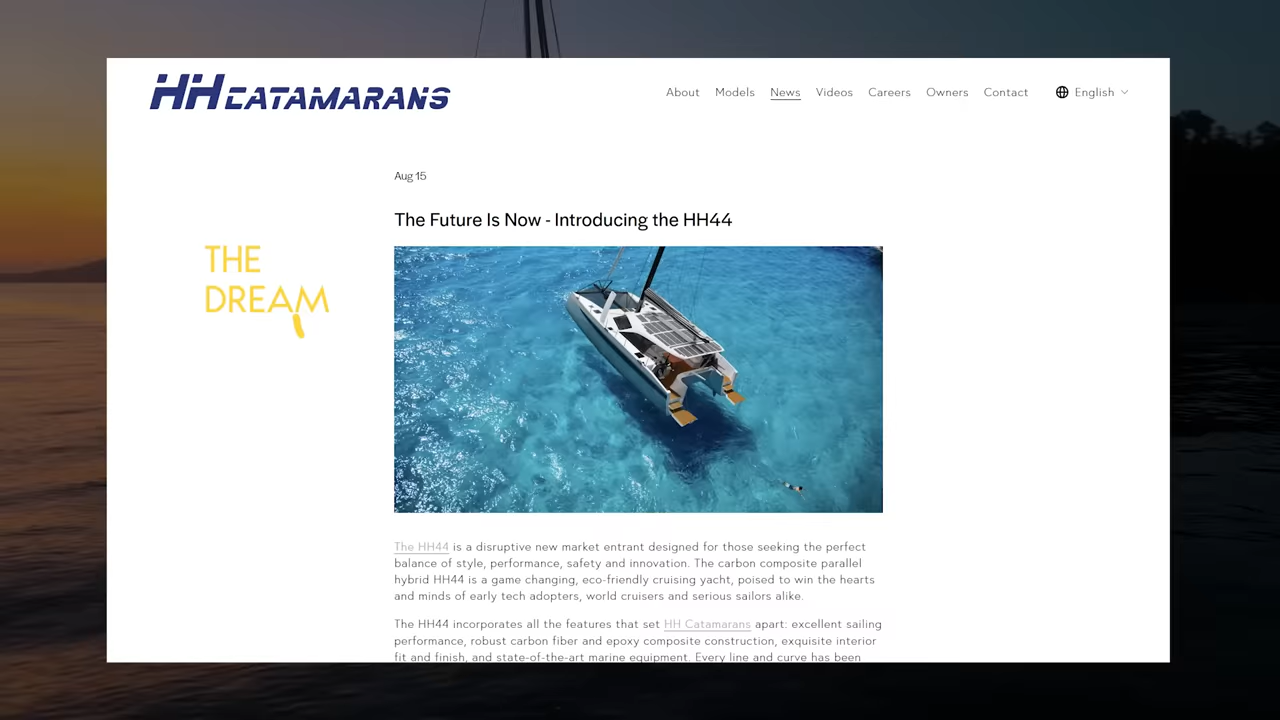 HH CATAMARANS
About Models News Videos Careers Owners Contact English
Aug 15
The Future Is Now - Introducing the HH44
THE
DREAM
The HH44 is a disruptive new market entrant designed for those seeking the perfect
balance of style, performance, safety and innovation. The carbon composite parallel
hybrid HH44 is a game changing, eco-friendly cruising yacht, poised to win the hearts
and minds of early tech adopters, world cruisers and serious sailors alike.
The HH44 incorporates all the features that set HH Catamarans apart: excellent sailing
performance, robust carbon fiber and epoxy composite construction, exquisite interior
fit and finish, and state-of-the-art marine equipment. Every line and curve has been